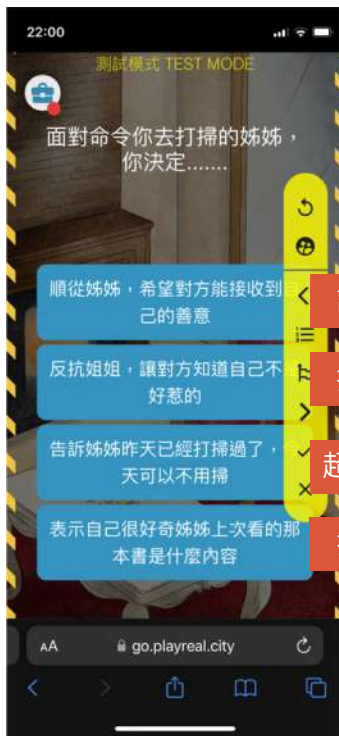 22:00
測試模式 TEST MODE
面對命令你去打掃的姊姊，
你決定.......
順從姊姊，希望對方能接收到
己的善意
反抗姐姐，讓對方知道自己不
好惹的
告訴姊姊昨天已經打掃過了，
天可以不用掃
超
表示自己很好奇姊姊上次看的那
本書是什麼內容
AA go.playreal.city